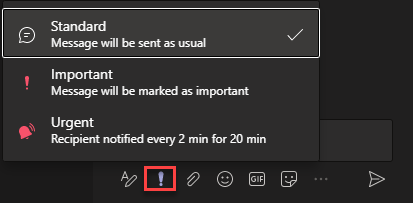 Standard
Message will be sent as usual
Important
Message will be marked as important
Urgent
Recipient notified every 2 min for 20 min
GIF